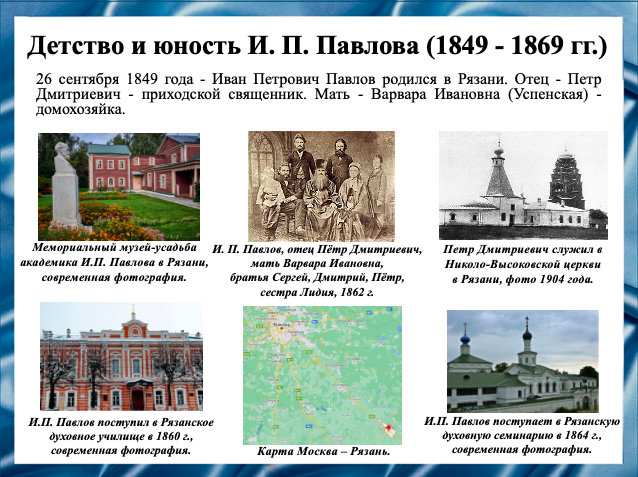 Детство и юность И. П. Павлова (1849 - 1869 гг.)
26 сентября 1849 года - Иван Петрович Павлов родился в Рязани. Отец - Петр
Дмитриевич - приходской священник. Мать - Варвара Ивановна (Успенская) -
домохозяйка.
Мемориальный музей-усадьба
академика И.П. Павлова в Рязани,
современная фотография.
И. П. Павлов, отец Пётр Дмитриевич,
мать Варвара Ивановна,
братья Сергей, Дмитрий, Пётр,
сестра Лидия, 1862 г.
Петр Дмитриевич служил в
Николо-Высоковской церкви
в Рязани, фото 1904 года.
И.П. Павлов поступил в Рязанское
духовное училище в 1860 г.,
современная фотография.
Карта Москва – Рязань.
И.П. Павлов поступает в Рязанскую
духовную семинарию в 1864 г.,
современная фотография.